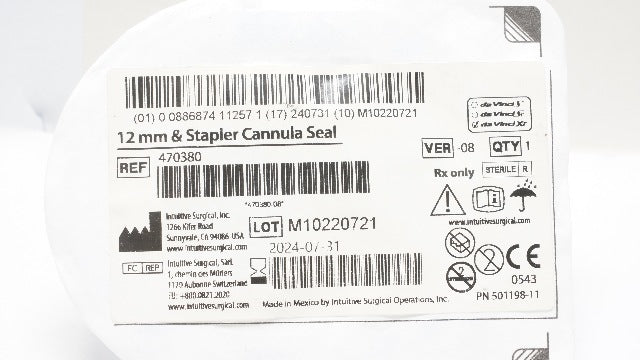 (01) 0 0886874 11257 1 (17) 240731 (10) M10220721
12 mm & Stapler Cannula Seal
da Vinci S
da Vinci Si
da Vinci Xi
REF 470380
VER -08 QTY 1
Rx only STERILE R
*470380-08*
Intuitive Surgical, Inc.
1266 Kifer Road
Sunnyvale, CA 94086 USA
www.intuitivesurgical.com
LOT M10220721
2024-07-31
www.intuitivesurgical.com
EC REP Intuitive Surgical, Sàrl
1, chemin des Mûriers
1170 Aubonne Switzerland
+800.0821.2020
www.intuitivesurgical.com
CE
0543
Made in Mexico by Intuitive Surgical Operations, Inc.
PN 501198-11